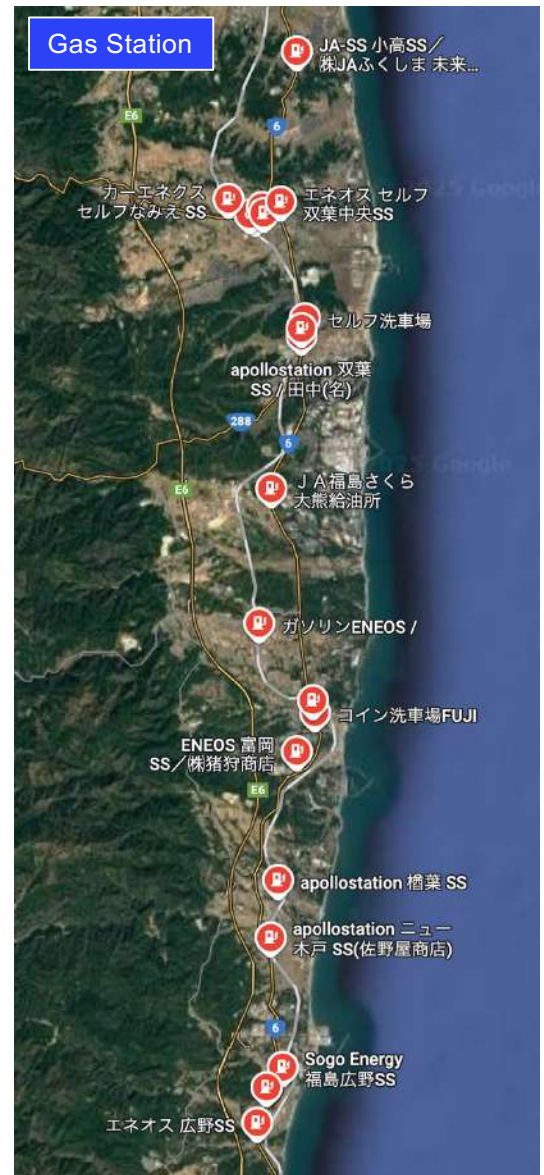 Gas Station
JA-SS 小高SS／
㈱JAふくしま 未来...
E6
6
カーエネクス
セルフなみえ SS
エネオス セルフ
双葉中央SS
セルフ洗車場
apollostation 双葉
SS / 田中(名)
288
6
E6
ＪＡ福島さくら
大熊給油所
ガソリンENEOS /
コイン洗車場FUJI
ENEOS 富岡
SS／㈱猪狩商店
E6
apollostation 楢葉 SS
apollostation ニュー
木戸 SS(佐野屋商店)
6
Sogo Energy
福島広野SS
エネオス 広野SS